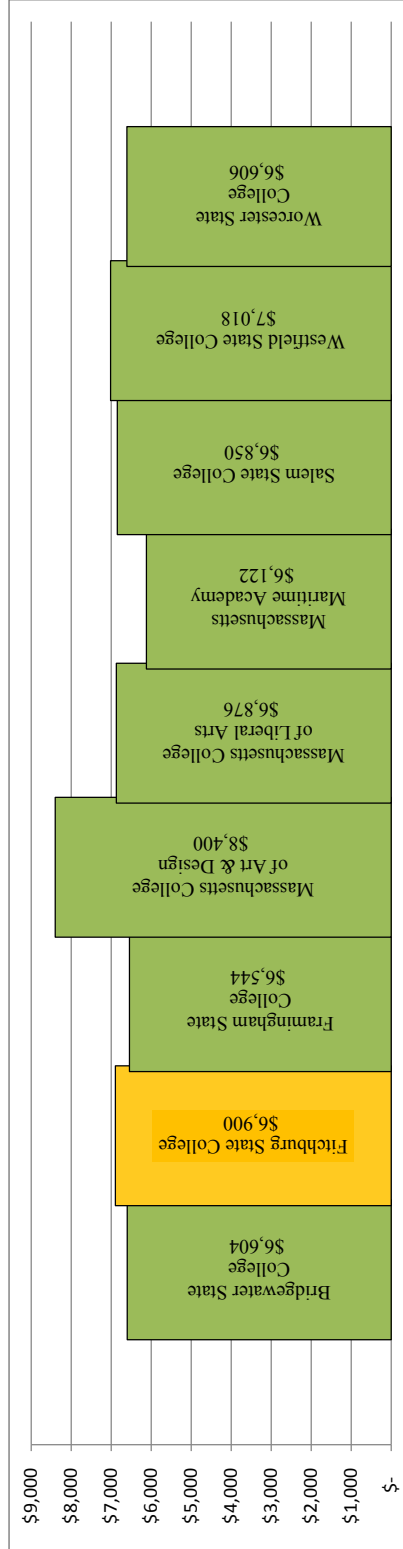 $9,000
$8,000
$7,000
$6,000
$5,000
$4,000
$3,000
$2,000
$1,000
$-
Bridgewater State
College
$6,604
Fitchburg State College
$6,900
Framingham State
College
$6,544
Massachusetts College
of Art & Design
$8,400
Massachusetts College
of Liberal Arts
$6,876
Massachusetts
Maritime Academy
$6,122
Salem State College
$6,850
Westfield State College
$7,018
Worcester State
College
$6,606